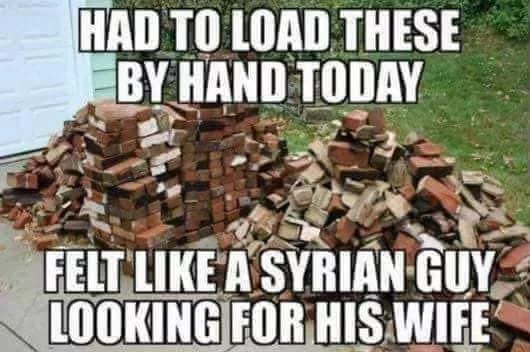 HAD TO LOAD THESE
BY HAND TODAY
FELT LIKE A SYRIAN GUY
LOOKING FOR HIS WIFE